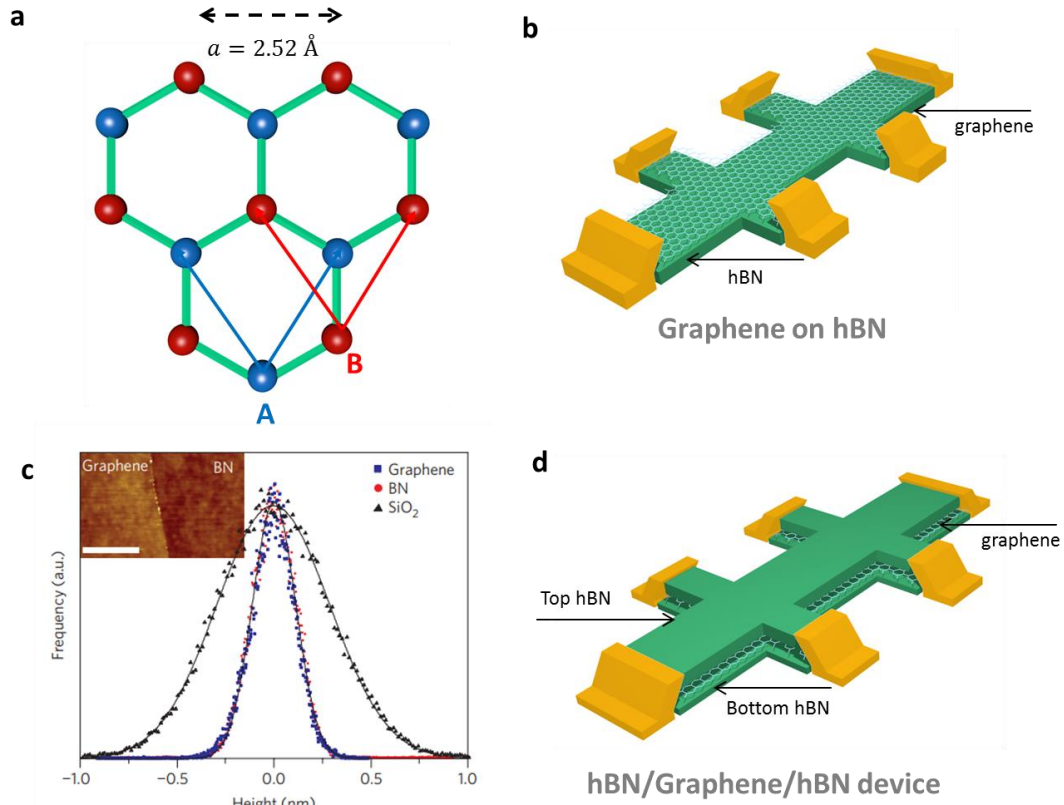 a
a = 2.52 Å
B
A
b
graphene
hBN
Graphene on hBN
c
Graphene
BN
Graphene
BN
SiO₂
Frequency (a.u.)
−1.0
−0.5
0.0
0.5
1.0
Height (nm)
d
graphene
Top hBN
Bottom hBN
hBN/Graphene/hBN device